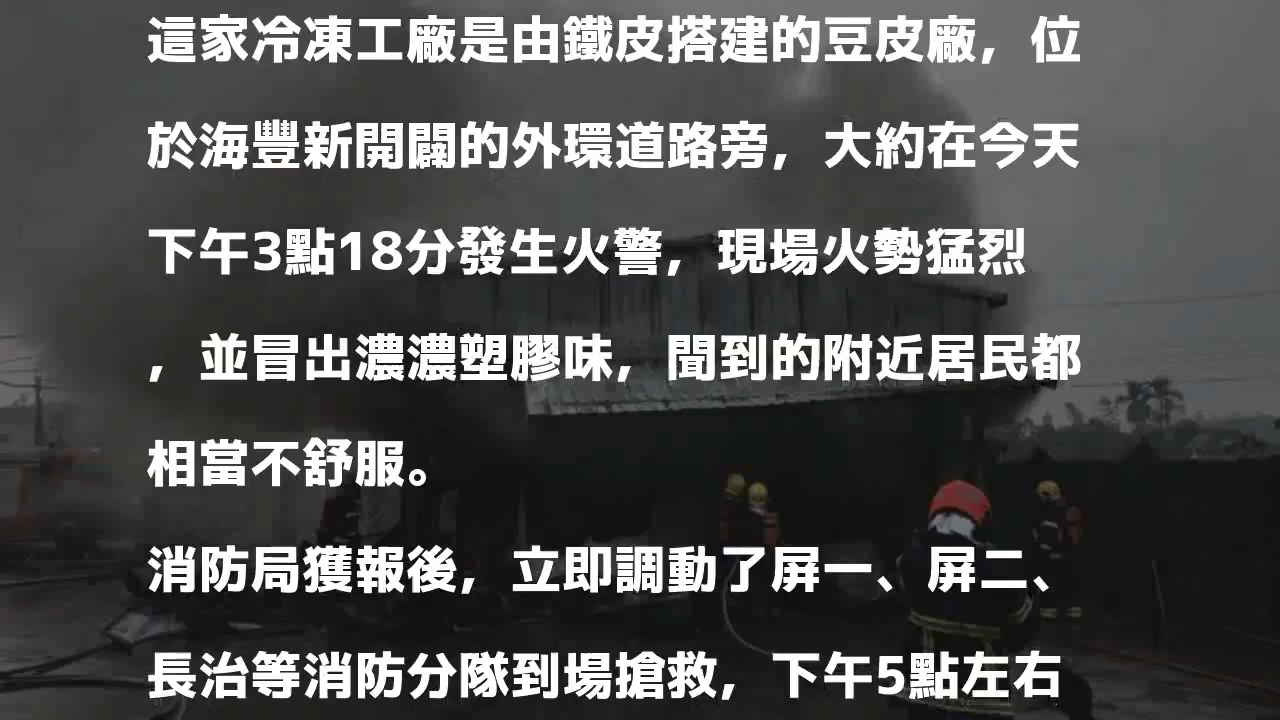 這家冷凍工廠是由鐵皮搭建的豆皮廠，位
於海豐新開闢的外環道路旁，大約在今天
下午3點18分發生火警，現場火勢猛烈
，並冒出濃濃塑膠味，聞到的附近居民都
相當不舒服。
消防局獲報後，立即調動了屏一、屏二、
長治等消防分隊到場搶救，下午5點左右